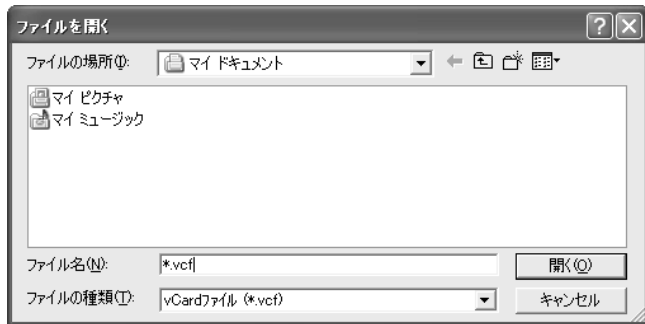 ファイルを開く
ファイルの場所(I): マイ ドキュメント
マイ ピクチャ
マイ ミュージック
ファイル名(N): *.vcf 開く(O)
ファイルの種類(T): vCardファイル (*.vcf) キャンセル